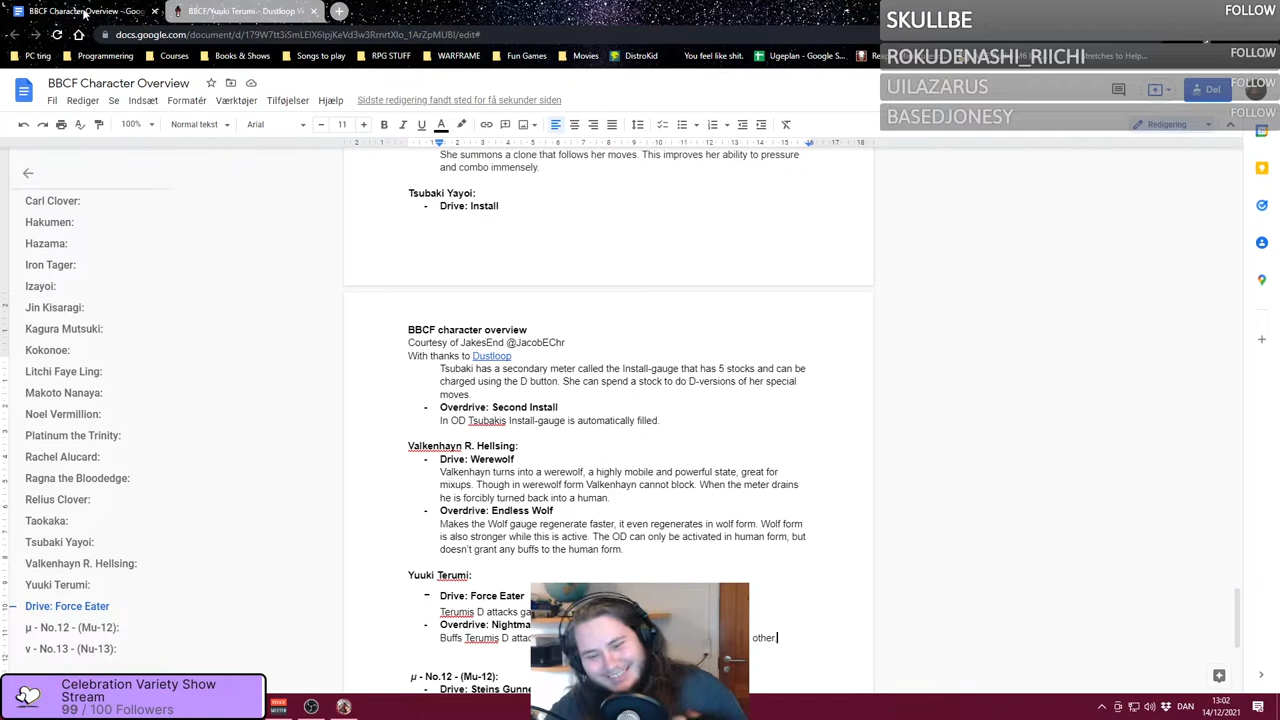 BBCF Character Overview - Goo
BBCF/Yuuki Terumi - Dustloop W
SKULLBE
FOLLOW
docs.google.com/document/d/
ROKUDENASHI_RIICHI
FOLLOW
PC ting
Programmering
Courses
Books & Shows
Songs to play
RPG STUFF
WARFRAME
Fun Games
Movies
DistroKid
You feel like shit.
Ugeplan - Google S...
UILAZARUS
FOLLOW
BASEDJONESY
FOLLOW
BBCF Character Overview
Del
Fil
Rediger
Se
Indsæt
Formatér
Værktøjer
Tilføjelser
Hjælp
Sidste redigering fandt sted for få sekunder siden
100%
Normal tekst
Arial
11
Redigering
She summons a clone that follows her moves. This improves her ability to pressure
and combo immensely.
Tsubaki Yayoi:
- Drive: Install
Carl Clover:
Hakumen:
Hazama:
Iron Tager:
Izayoi:
Jin Kisaragi:
Kagura Mutsuki:
Kokonoe:
Litchi Faye Ling:
Makoto Nanaya:
Noel Vermillion:
Platinum the Trinity:
Rachel Alucard:
Ragna the Bloodedge:
Relius Clover:
Taokaka:
Tsubaki Yayoi:
Valkenhayn R. Hellsing:
Yuuki Terumi:
Drive: Force Eater
μ - No.12 - (Mu-12):
ν - No.13 - (Nu-13):
BBCF character overview
Courtesy of JakesEnd @JacobEChr
With thanks to Dustloop
Tsubaki has a secondary meter called the Install-gauge that has 5 stocks and can be
charged using the D button. She can spend a stock to do D-versions of her special
moves.
- Overdrive: Second Install
In OD Tsubakis Install-gauge is automatically filled.
Valkenhayn R. Hellsing:
- Drive: Werewolf
Valkenhayn turns into a werewolf, a highly mobile and powerful state, great for
mixups. Though in werewolf form Valkenhayn cannot block. When the meter drains
he is forcibly turned back into a human.
- Overdrive: Endless Wolf
Makes the Wolf gauge regenerate faster, it even regenerates in wolf form. Wolf form
is also stronger while this is active. The OD can only be activated in human form, but
doesn't grant any buffs to the human form.
Yuuki Terumi:
- Drive: Force Eater
Terumis D attacks ga
- Overdrive: Nightma
Buffs Terumis D attac
other.
μ - No.12 - (Mu-12):
- Drive: Steins Gunne
Celebration Variety Show
Stream
99 / 100 Followers
DAN
13:02
14/12/2021